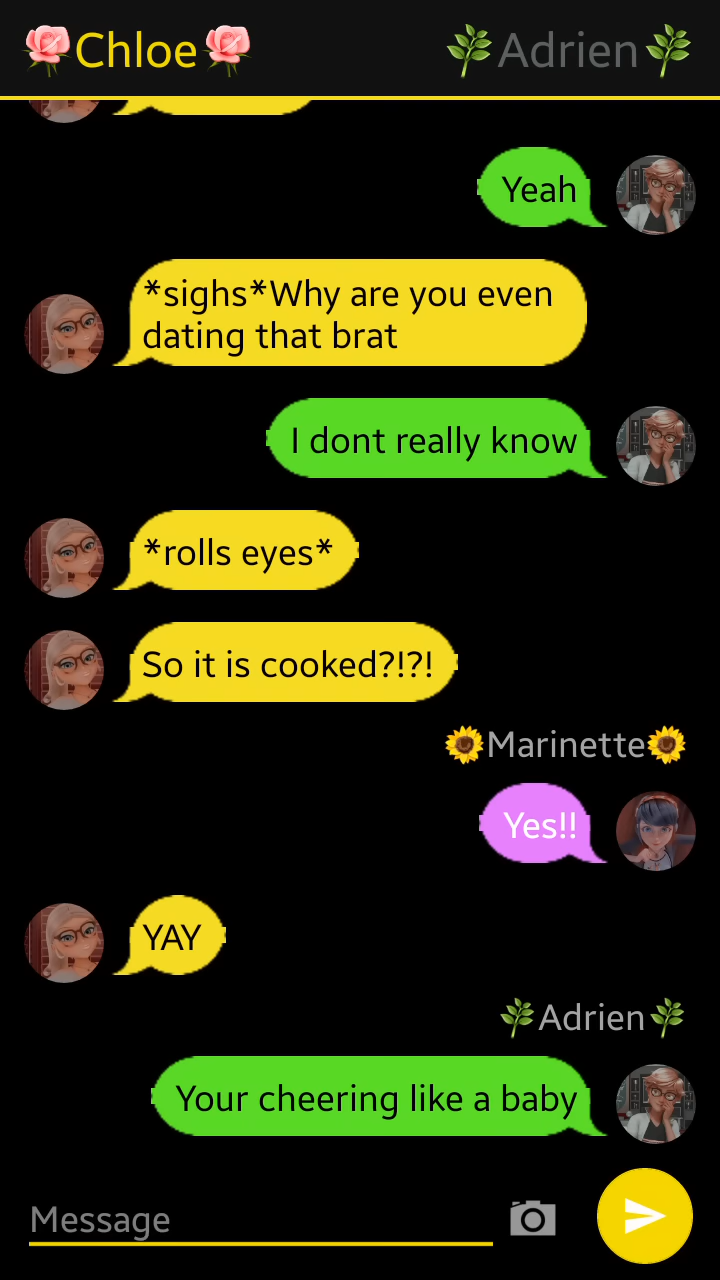 🌹Chloe🌹
🌿Adrien🌿
Yeah
*sighs*Why are you even
dating that brat
I dont really know
*rolls eyes*
So it is cooked?!?!
🌻Marinette🌻
Yes!!
YAY
🌿Adrien🌿
Your cheering like a baby
Message